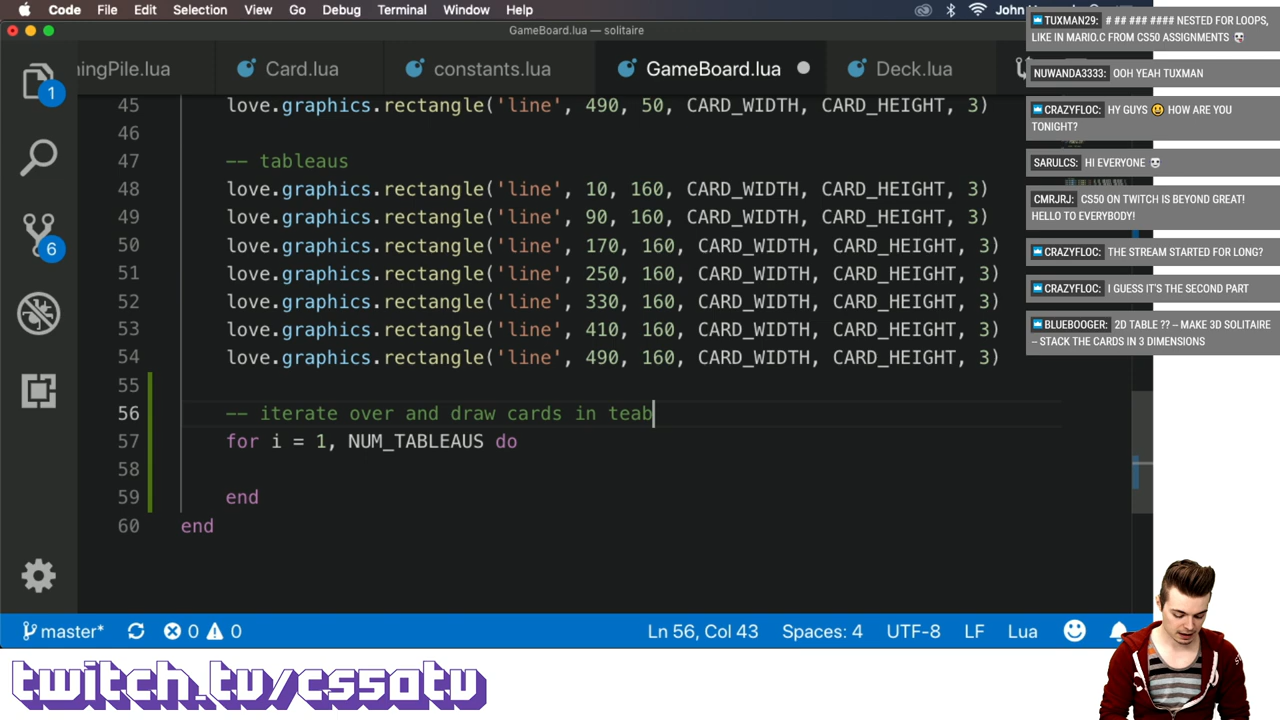 Code File Edit Selection View Go Debug Terminal Window Help
GameBoard.lua — solitaire
ningPile.lua Card.lua constants.lua GameBoard.lua Deck.lua
45 love.graphics.rectangle('line', 490, 50, CARD_WIDTH, CARD_HEIGHT, 3)
46
47 -- tableaus
48 love.graphics.rectangle('line', 10, 160, CARD_WIDTH, CARD_HEIGHT, 3)
49 love.graphics.rectangle('line', 90, 160, CARD_WIDTH, CARD_HEIGHT, 3)
50 love.graphics.rectangle('line', 170, 160, CARD_WIDTH, CARD_HEIGHT, 3)
51 love.graphics.rectangle('line', 250, 160, CARD_WIDTH, CARD_HEIGHT, 3)
52 love.graphics.rectangle('line', 330, 160, CARD_WIDTH, CARD_HEIGHT, 3)
53 love.graphics.rectangle('line', 410, 160, CARD_WIDTH, CARD_HEIGHT, 3)
54 love.graphics.rectangle('line', 490, 160, CARD_WIDTH, CARD_HEIGHT, 3)
55
56 -- iterate over and draw cards in teab
57 for i = 1, NUM_TABLEAUS do
58
59 end
60 end
1
6
master* 0 0 Ln 56, Col 43 Spaces: 4 UTF-8 LF Lua
TUXMAN29: # ## ### #### NESTED FOR LOOPS,
LIKE IN MARIO.C FROM CS50 ASSIGNMENTS
NUWANDA3333: OOH YEAH TUXMAN
CRAZYFLOC: HY GUYS 😀 HOW ARE YOU
TONIGHT?
SARULCS: HI EVERYONE
CMRJRJ: CS50 ON TWITCH IS BEYOND GREAT!
HELLO TO EVERYBODY!
CRAZYFLOC: THE STREAM STARTED FOR LONG?
CRAZYFLOC: I GUESS IT'S THE SECOND PART
BLUEBOOGER: 2D TABLE ?? – MAKE 3D SOLITAIRE
– STACK THE CARDS IN 3 DIMENSIONS
twitch.tv/cs50tv